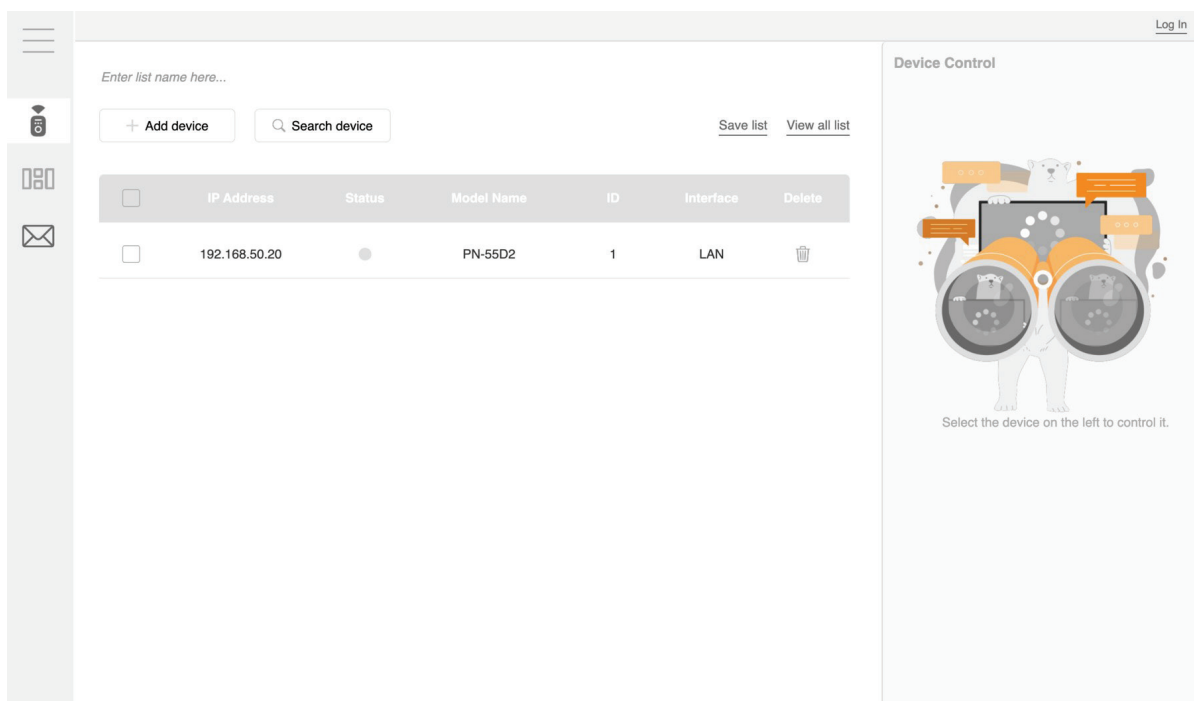 Log In
Device Control
Enter list name here...
Add device Search device Save list View all list
IP Address Status Model Name ID Interface Delete
192.168.50.20 PN-55D2 1 LAN
Select the device on the left to control it.